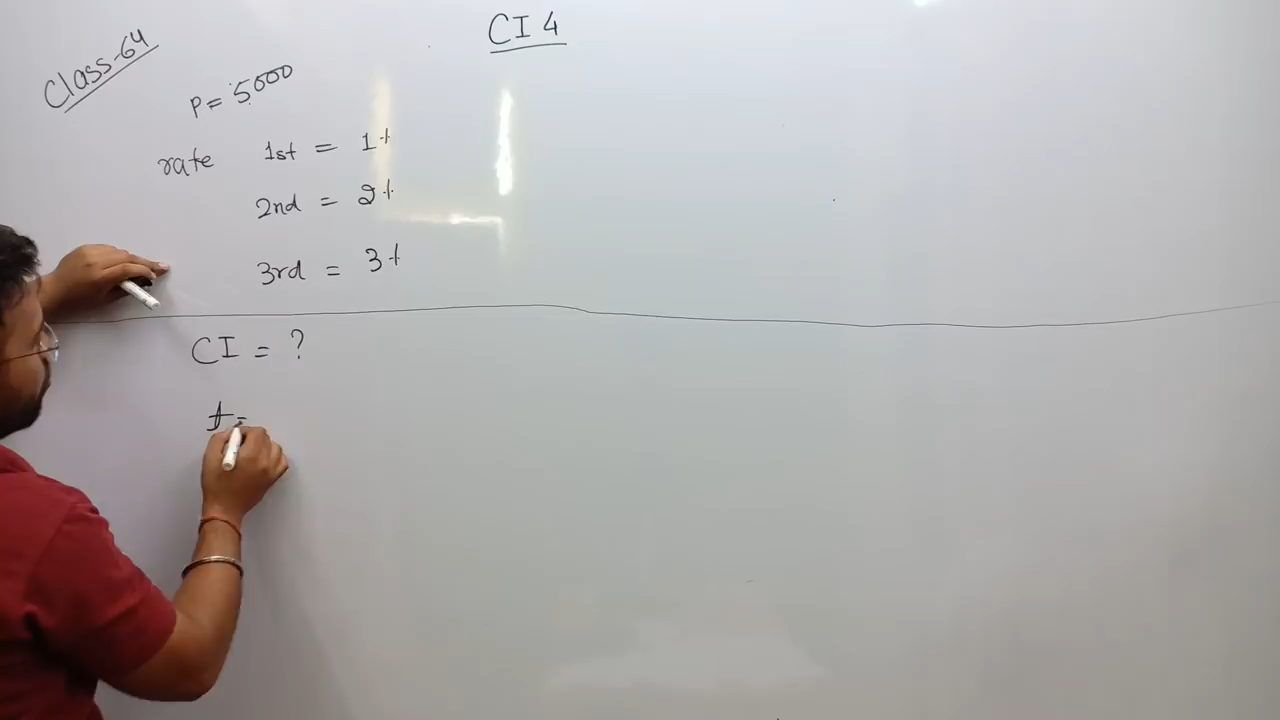 CI 4
Class-64
P = 5000
rate 1st = 1%
2nd = 2%
3rd = 3%
CI = ?
A =